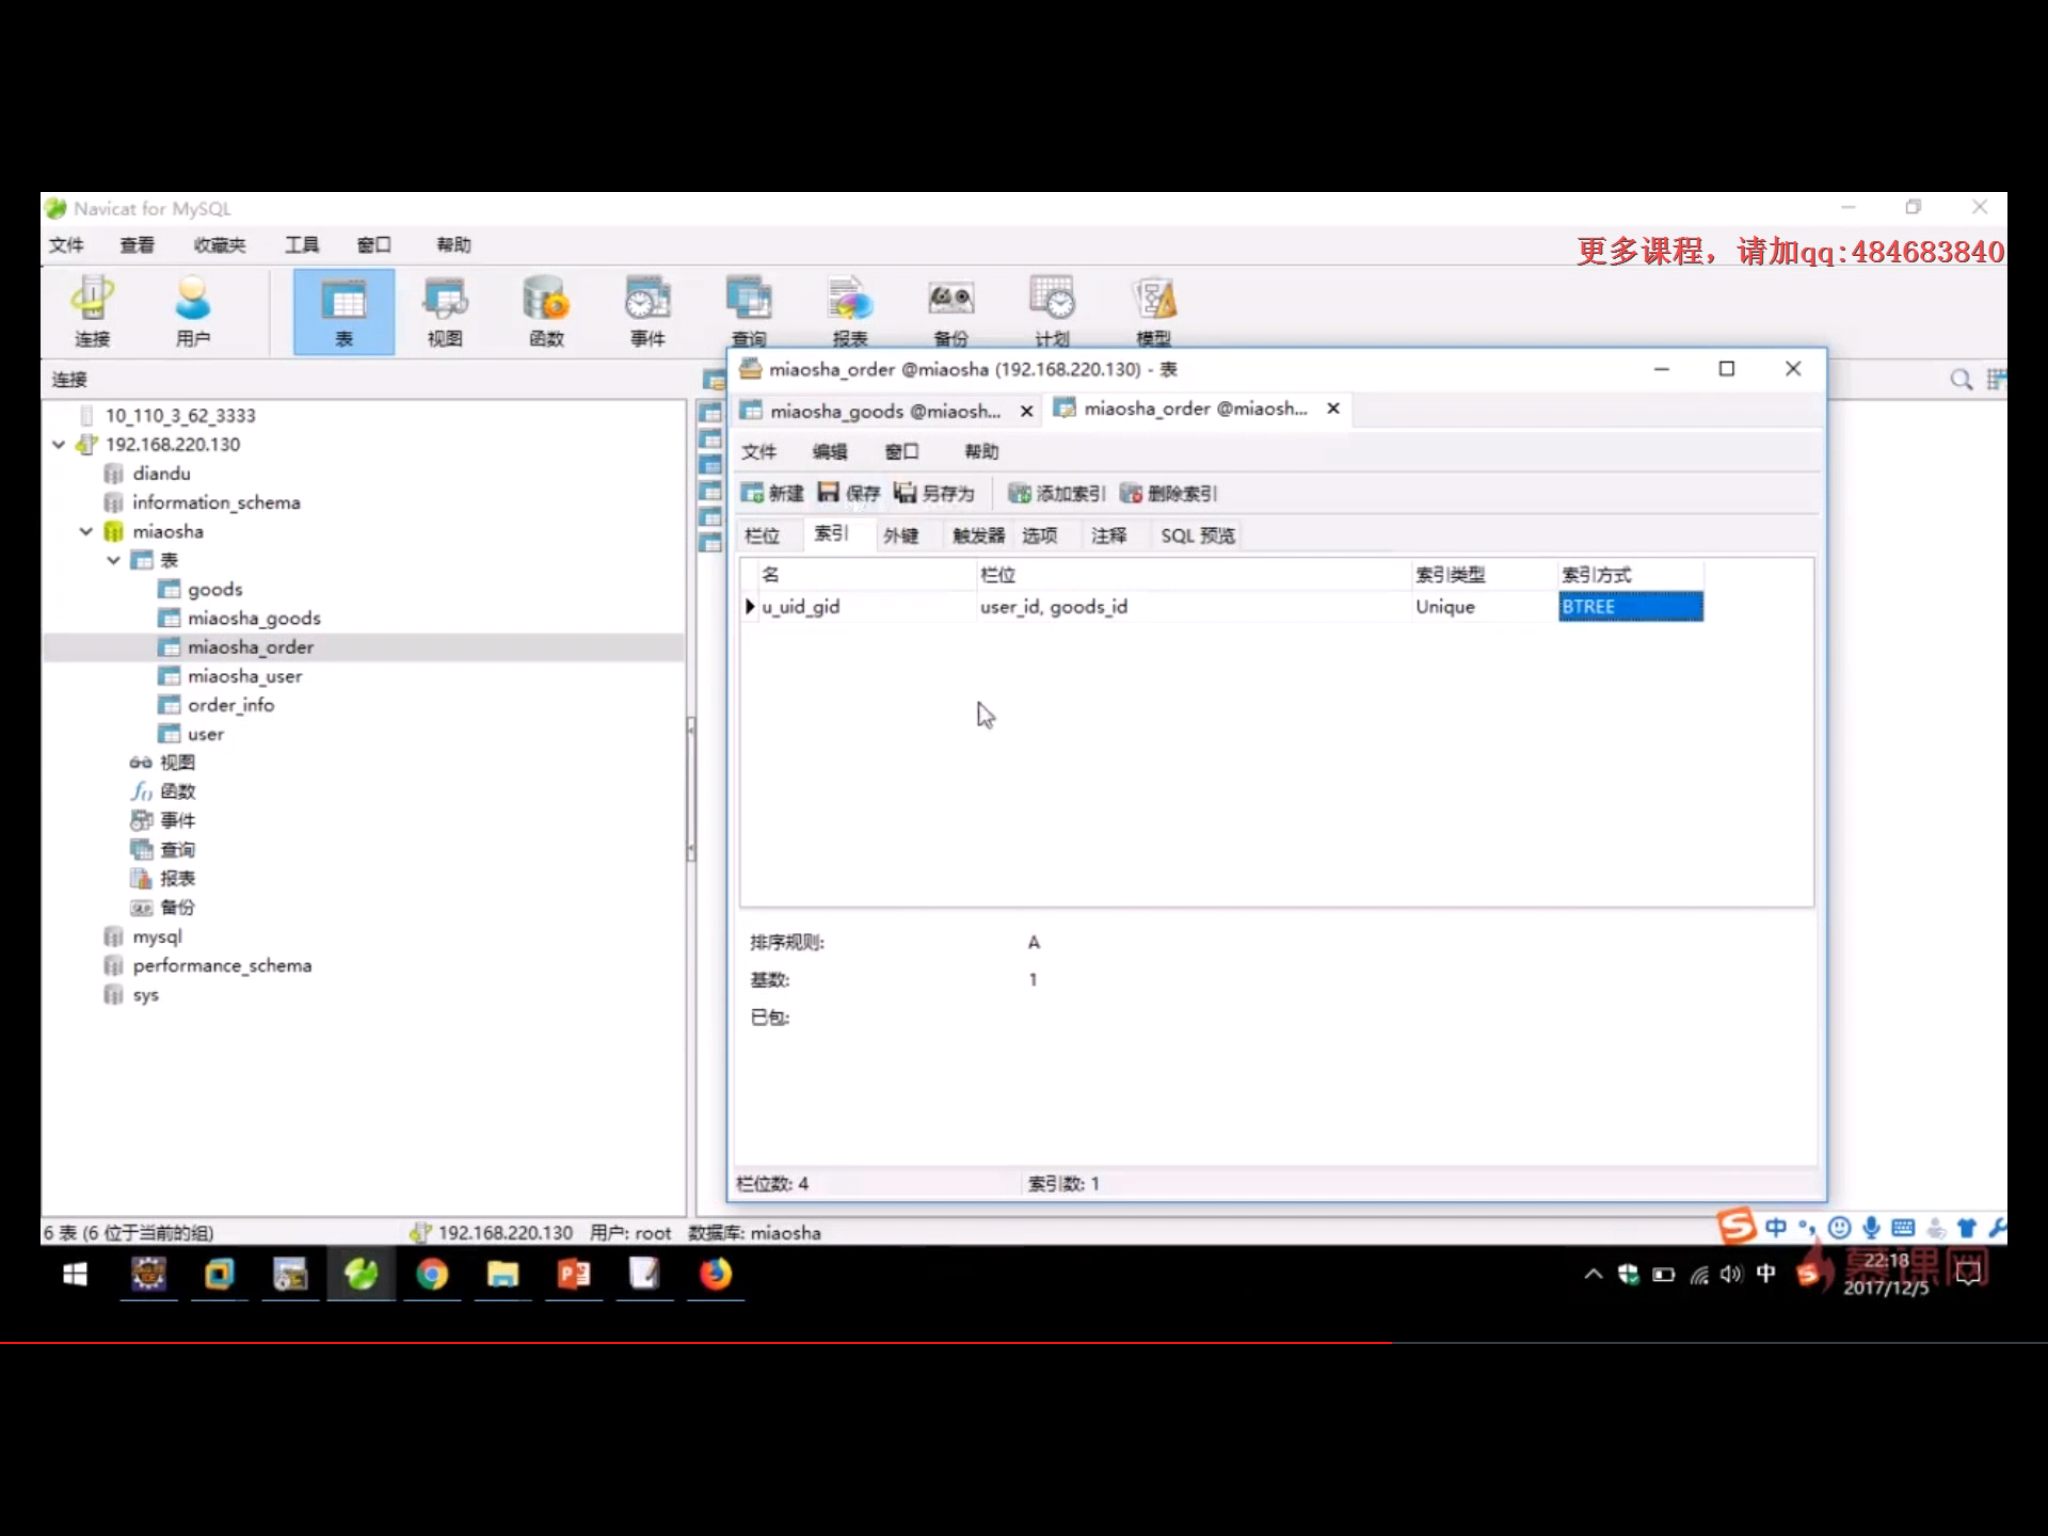 Navicat for MySQL
文件 查看 收藏夹 工具 窗口 帮助
更多课程，请加qq:484683840
连接 用户 表 视图 函数 事件 查询 报表 备份 计划 模型
连接
10_110_3_62_3333
192.168.220.130
diandu
information_schema
miaosha
表
goods
miaosha_goods
miaosha_order
miaosha_user
order_info
user
视图
函数
事件
查询
报表
备份
mysql
performance_schema
sys
miaosha_order @miaosha (192.168.220.130) - 表
miaosha_goods @miaosh... miaosha_order @miaosh...
文件 编辑 窗口 帮助
新建 保存 另存为 添加索引 删除索引
栏位 索引 外键 触发器 选项 注释 SQL 预览
名 栏位 索引类型 索引方式
u_uid_gid user_id, goods_id Unique BTREE
排序规则: A
基数: 1
已包:
栏位数: 4 索引数: 1
6 表 (6 位于当前的组) 192.168.220.130 用户: root 数据库: miaosha
中
中 22:18
2017/12/5
慕课网